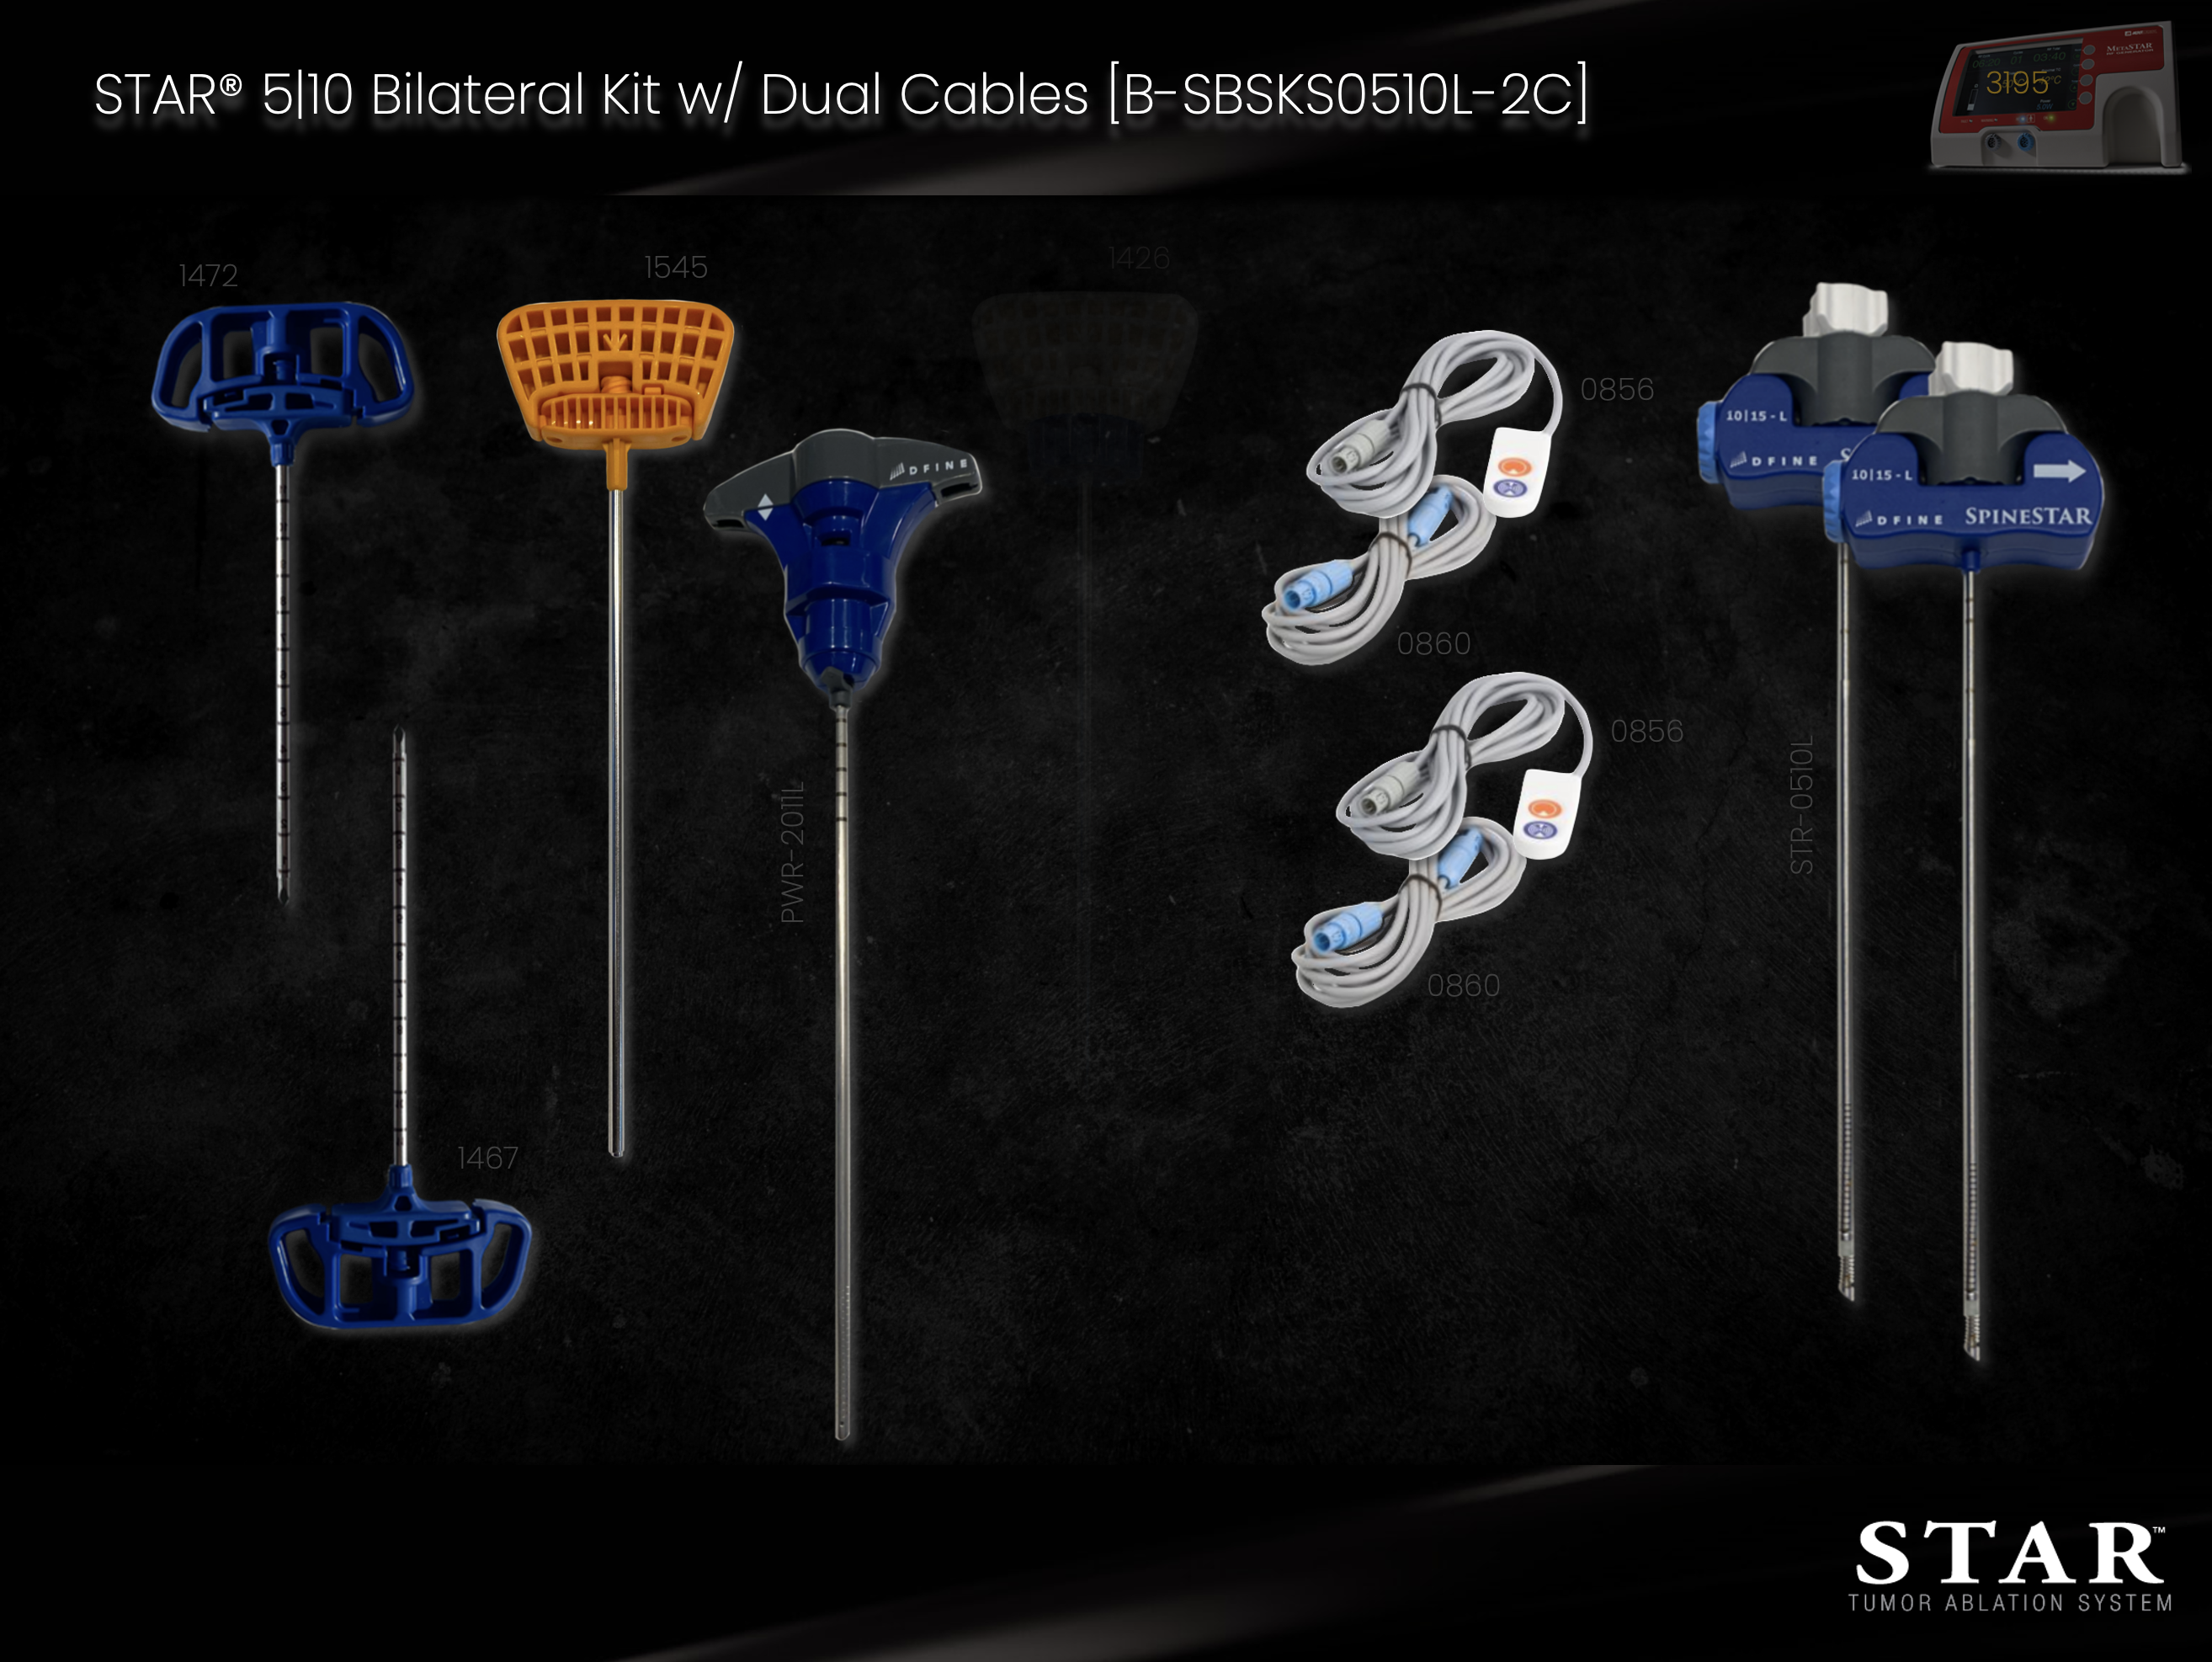 STAR® 5|10 Bilateral Kit w/ Dual Cables [B-SBSKS0510L-2C]
METASTAR
3195
1472
1545
1426
0856
10|15 - L
DFINE
10|15 - L
DFINE SPINESTAR
DFINE
0860
0856
0860
PWR-2011L
STR-0510L
1467
STAR™
TUMOR ABLATION SYSTEM